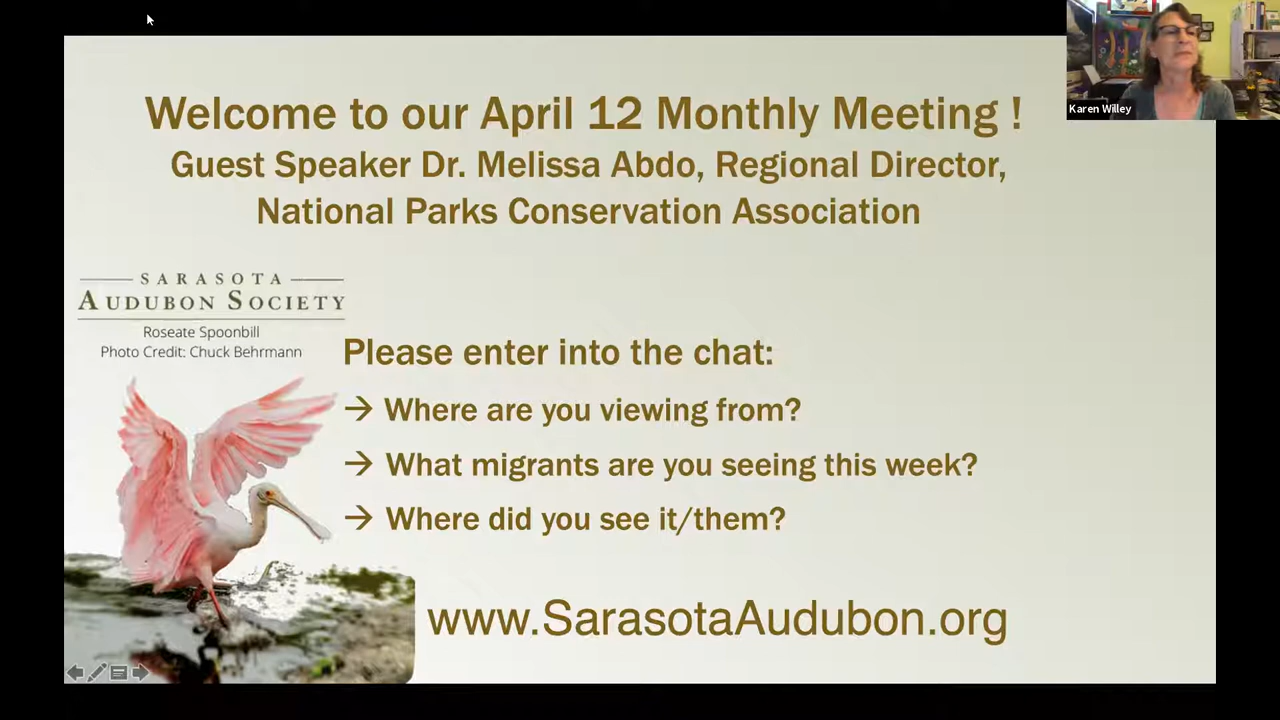 Karen Willey
Welcome to our April 12 Monthly Meeting !
Guest Speaker Dr. Melissa Abdo, Regional Director,
National Parks Conservation Association
SARASOTA
AUDUBON SOCIETY
Roseate Spoonbill
Photo Credit: Chuck Behrmann
Please enter into the chat:
→ Where are you viewing from?
→ What migrants are you seeing this week?
→ Where did you see it/them?
www.SarasotaAudubon.org